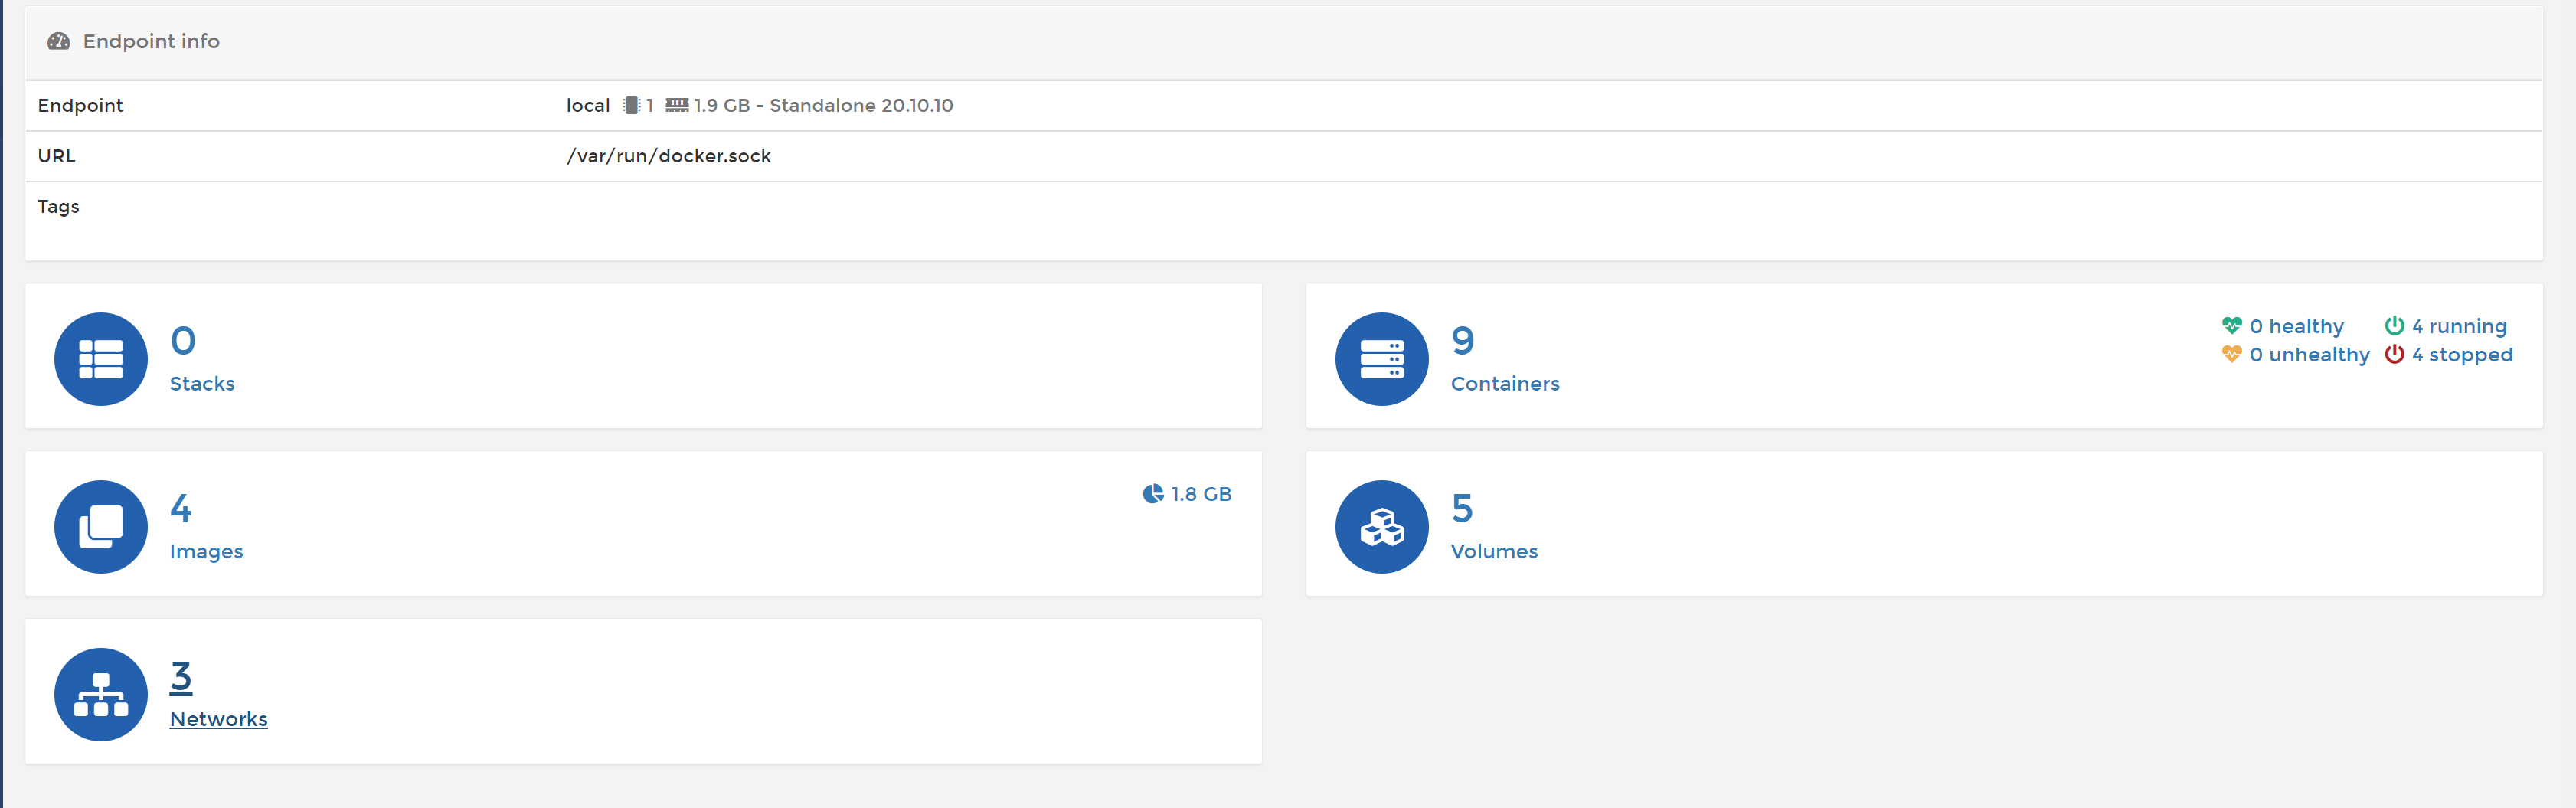 Endpoint info
Endpoint local 1 1.9 GB - Standalone 20.10.10
URL /var/run/docker.sock
Tags
0
Stacks
9
Containers
0 healthy 4 running
0 unhealthy 4 stopped
4
Images
1.8 GB
5
Volumes
3
Networks